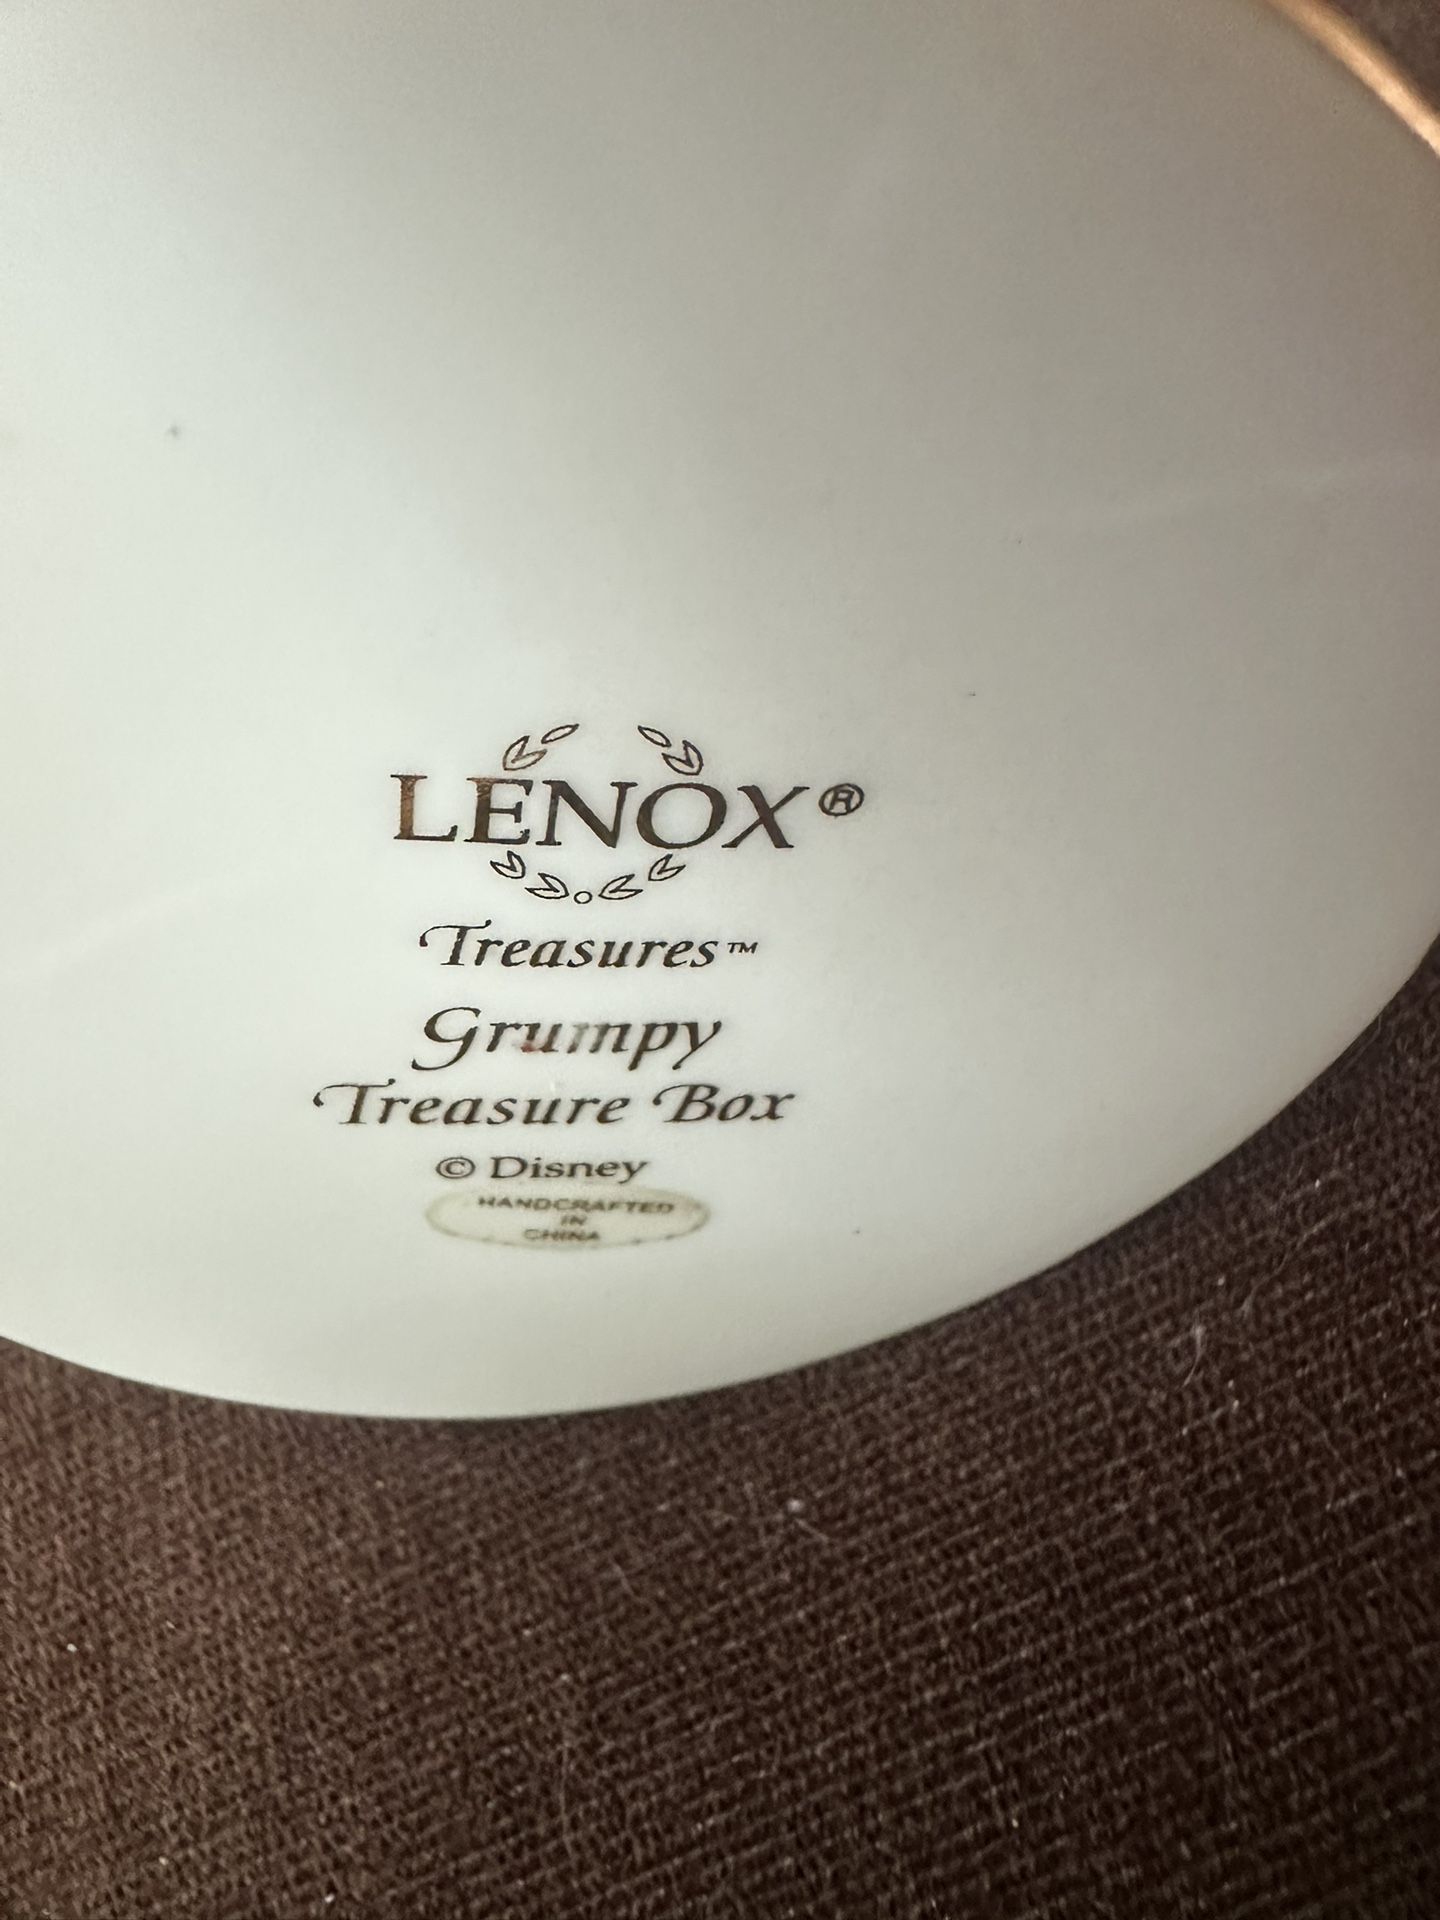 LENOX®
Treasures™
Grumpy
Treasure Box
© Disney
HANDCRAFTED
IN
CHINA